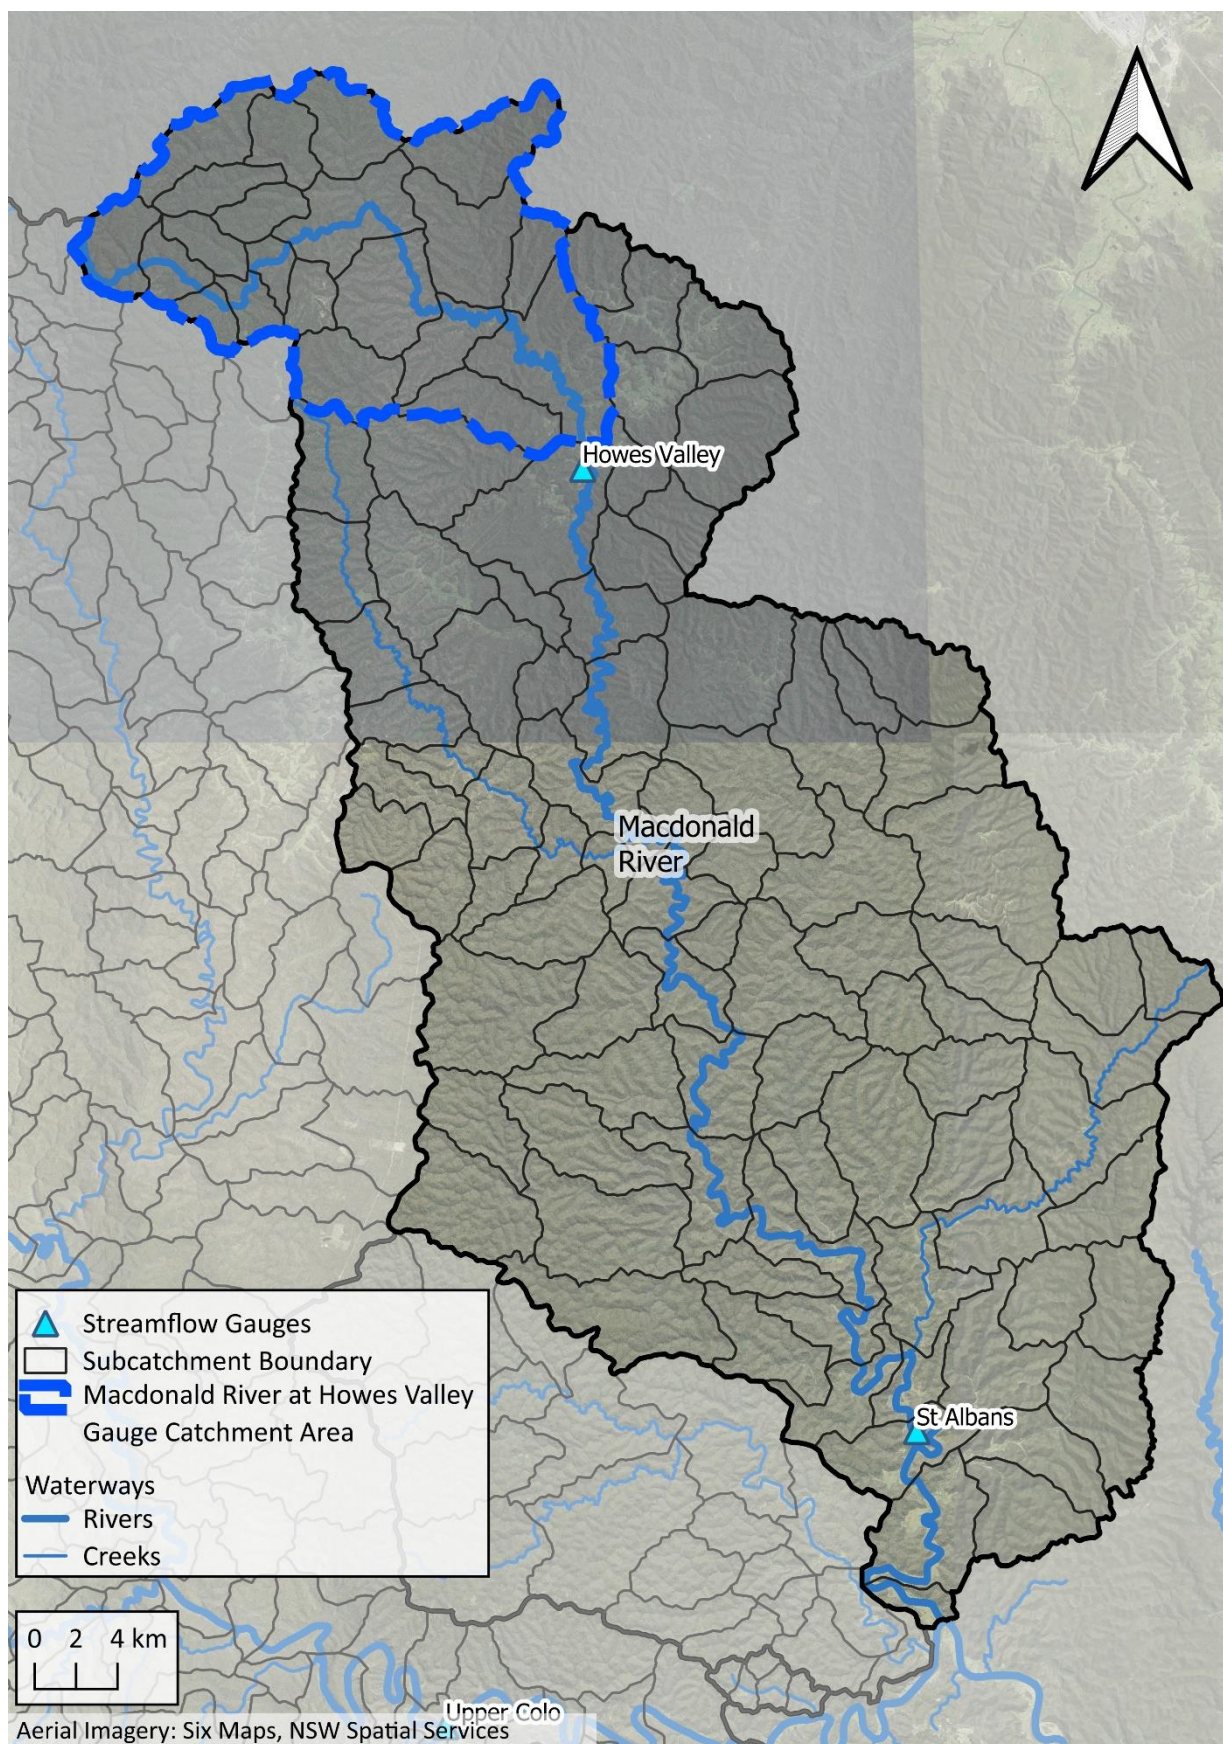 Howes Valley
Macdonald
River
Streamflow Gauges
Subcatchment Boundary
Macdonald River at Howes Valley
Gauge Catchment Area
Waterways
Rivers
Creeks
St Albans
0 2 4 km
Upper Colo
Aerial Imagery: Six Maps, NSW Spatial Services